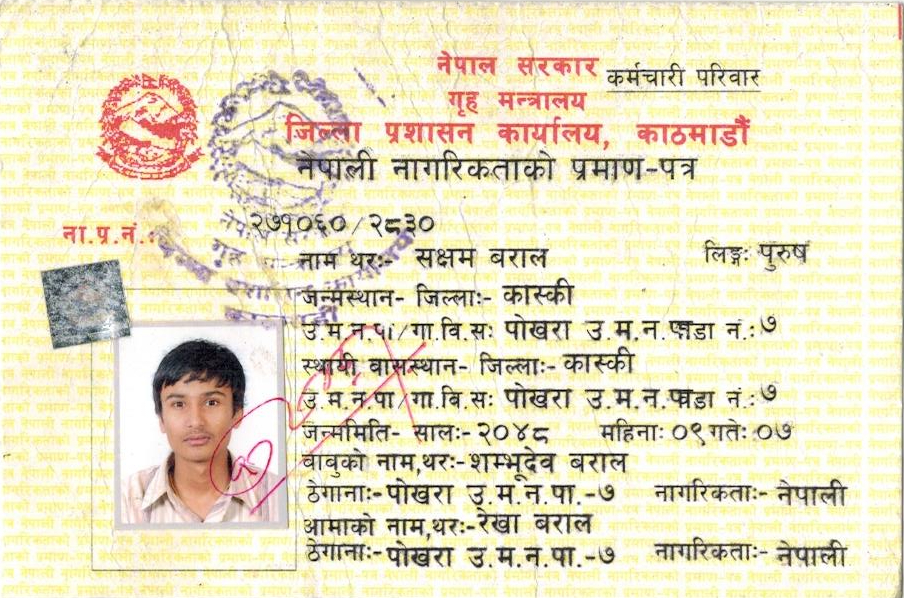 नेपाल सरकार कर्मचारी परिवार
गृह मन्त्रालय
जिल्ला प्रशासन कार्यालय, काठमाडौं
नेपाली नागरिकताको प्रमाण-पत्र
ना.प्र.नं.: २७१०६०/२८३०
नाम थरः- सक्षम बराल लिङ्गः पुरुष
जन्मस्थान- जिल्लाः- कास्की
उ.म.न.पा/गा.वि.सः पोखरा उ.म.न.पा वडा नं.:७
स्थायी बासस्थान- जिल्लाः- कास्की
उ.म.न.पा/गा.वि.सः पोखरा उ.म.न.पा वडा नं.:७
जन्ममिति- सालः-२०४८ महिनाः ०९ गतेः ०७
बाबुको नाम,थरः-शम्भूदेव बराल
ठेगानाः-पोखरा उ.म.न.पा.-७ नागरिकताः- नेपाली
आमाको नाम,थरः-रेखा बराल
ठेगानाः-पोखरा उ.म.न.पा.-७ नागरिकताः- नेपाली